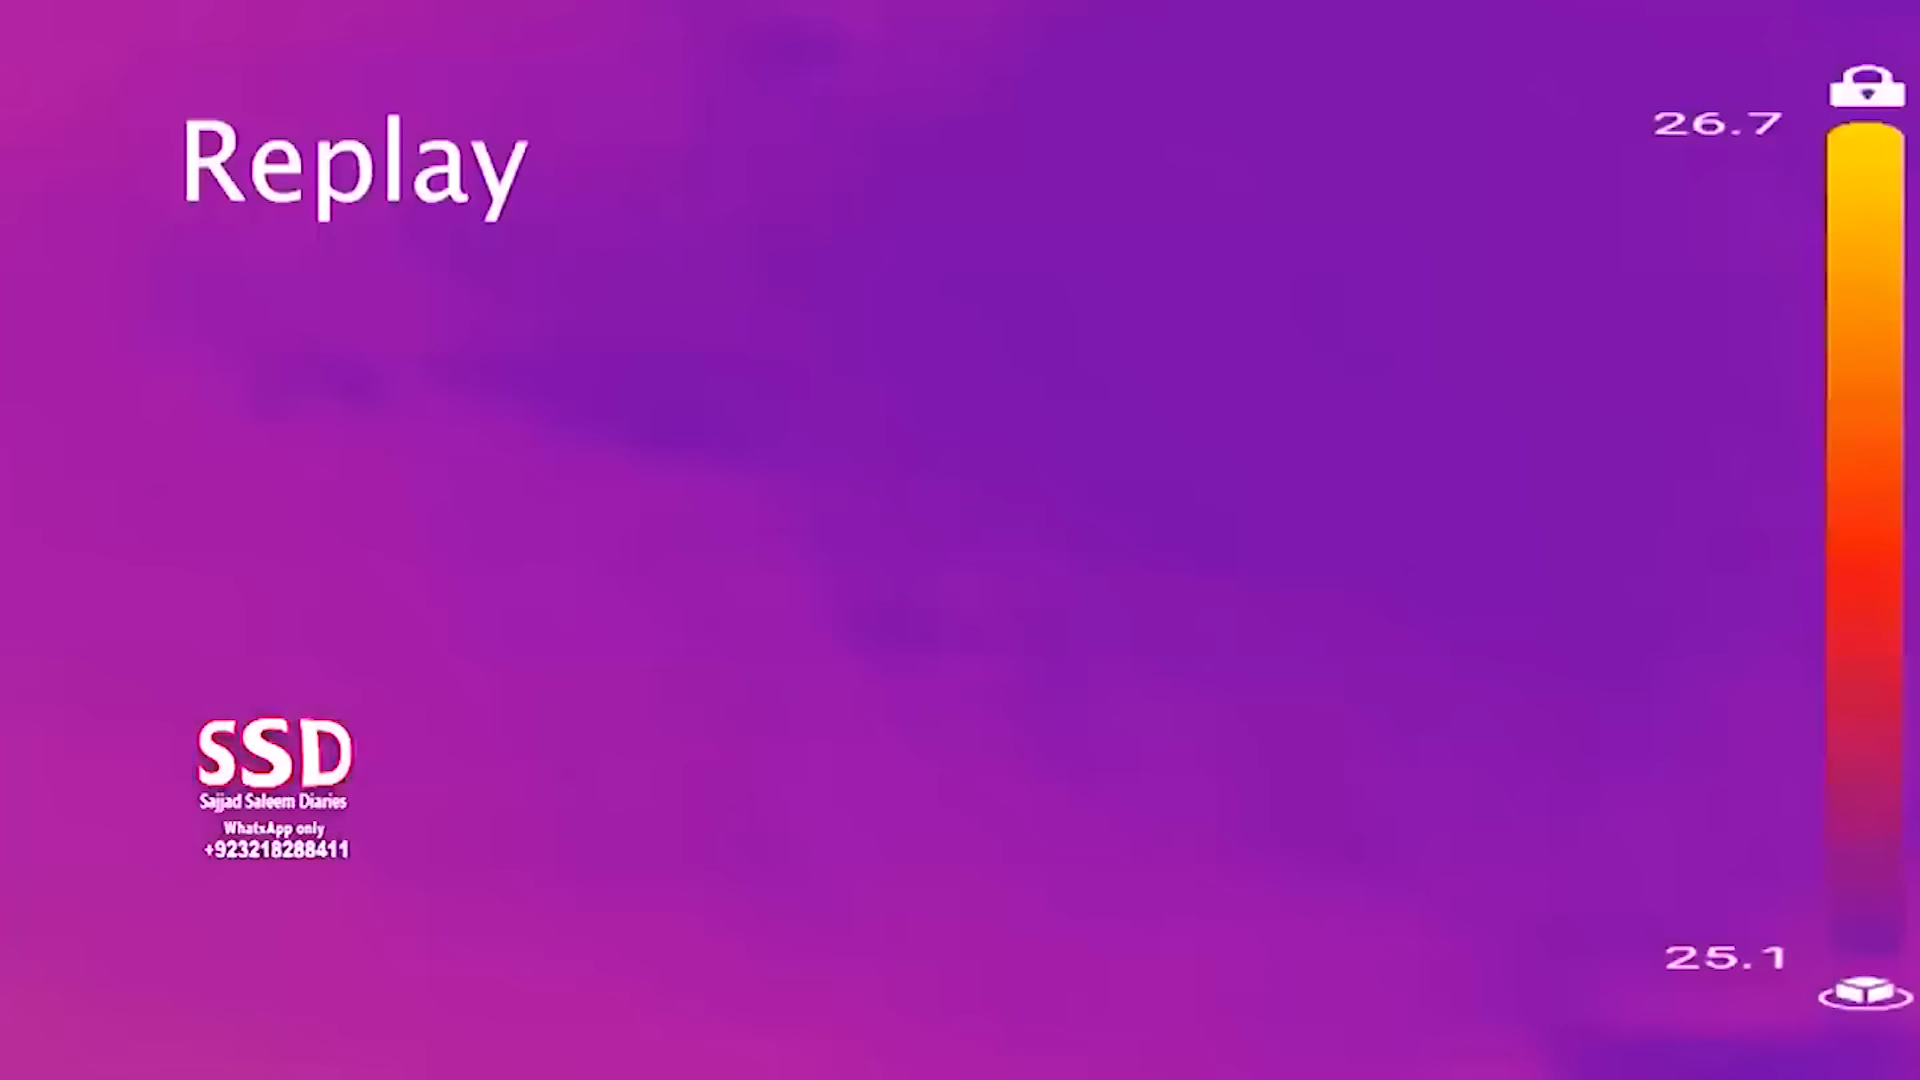 Replay
26.7
SSD
Sajjad Saleem Diaries
WhatsApp only
+923218288411
25.1